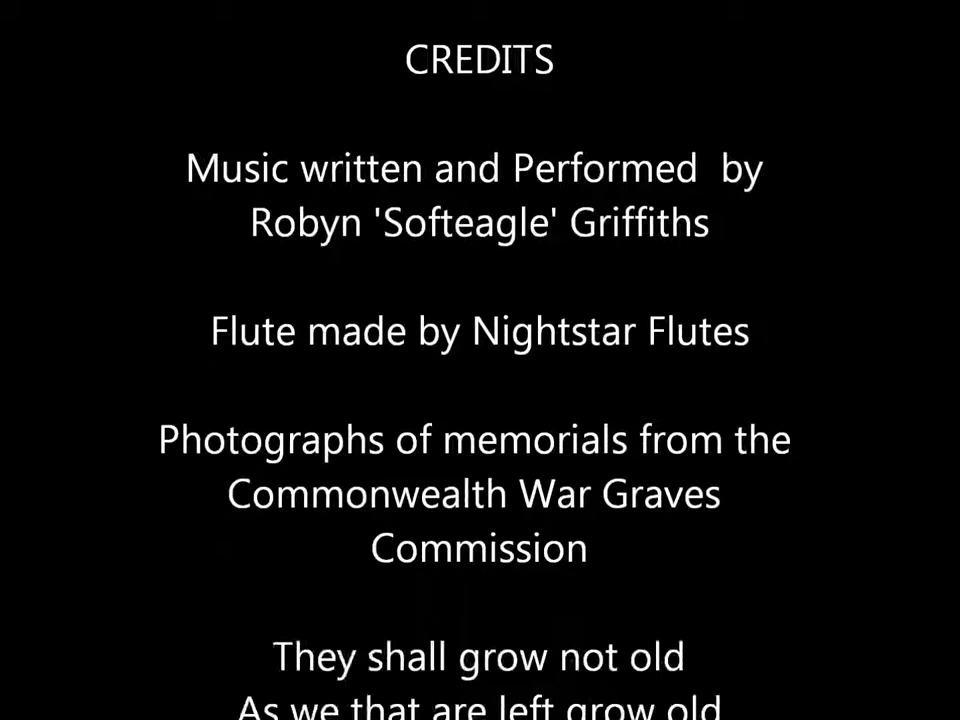 CREDITS
Music written and Performed  by
Robyn 'Softeagle' Griffiths
Flute made by Nightstar Flutes
Photographs of memorials from the
Commonwealth War Graves
Commission
They shall grow not old
As we that are left grow old